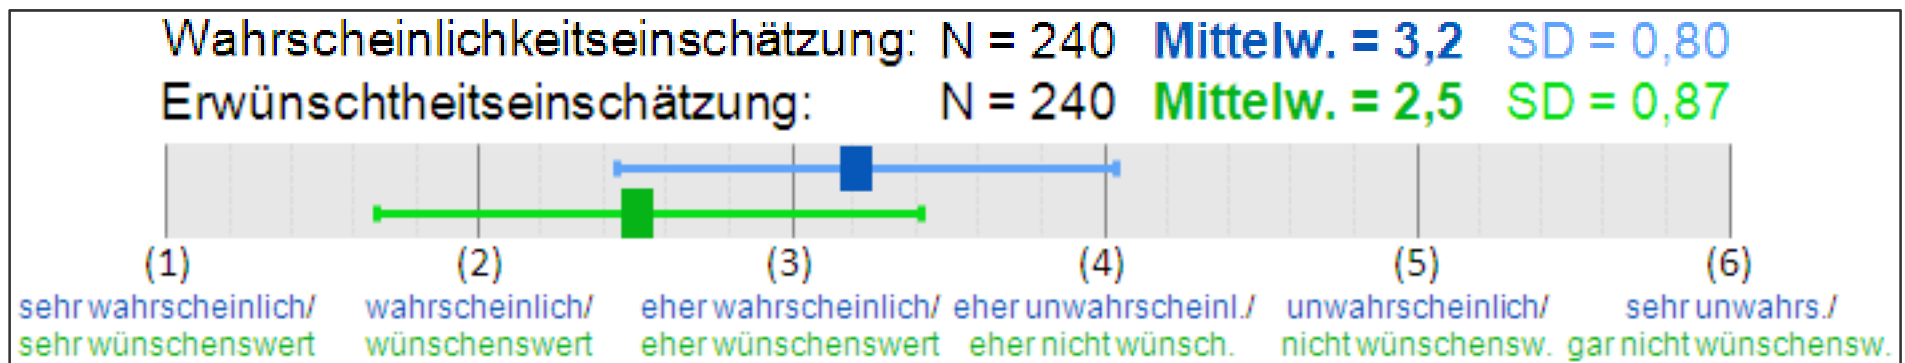 Wahrscheinlichkeitseinschätzung: N = 240 Mittelw. = 3,2 SD = 0,80
Erwünschtheitseinschätzung: N = 240 Mittelw. = 2,5 SD = 0,87
(1) (2) (3) (4) (5) (6)
sehr wahrscheinlich/ wahrscheinlich/ eher wahrscheinlich/ eher unwahrscheinl./ unwahrscheinlich/ sehr unwahrs./
sehr wünschenswert wünschenswert eher wünschenswert eher nicht wünsch. nicht wünschensw. gar nicht wünschensw.